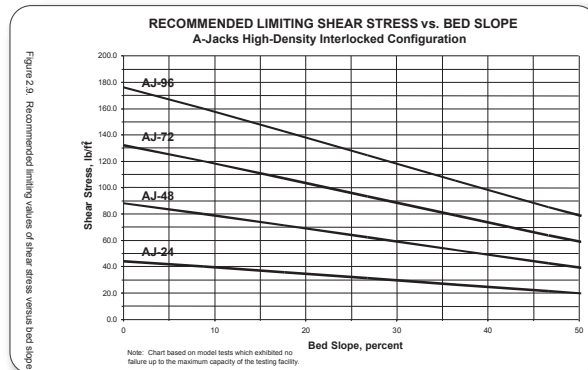 RECOMMENDED LIMITING SHEAR STRESS vs. BED SLOPE
A-Jacks High-Density Interlocked Configuration
200.0
180.0
160.0
140.0
120.0
100.0
80.0
60.0
40.0
20.0
0.0
Shear Stress, lb/ft²
AJ-96
AJ-72
AJ-48
AJ-24
0
10
20
30
40
50
Bed Slope, percent
Note: Chart based on model tests which exhibited no
failure up to the maximum capacity of the testing facility.
Figure 2.9. Recommended limiting values of shear stress versus bed slope